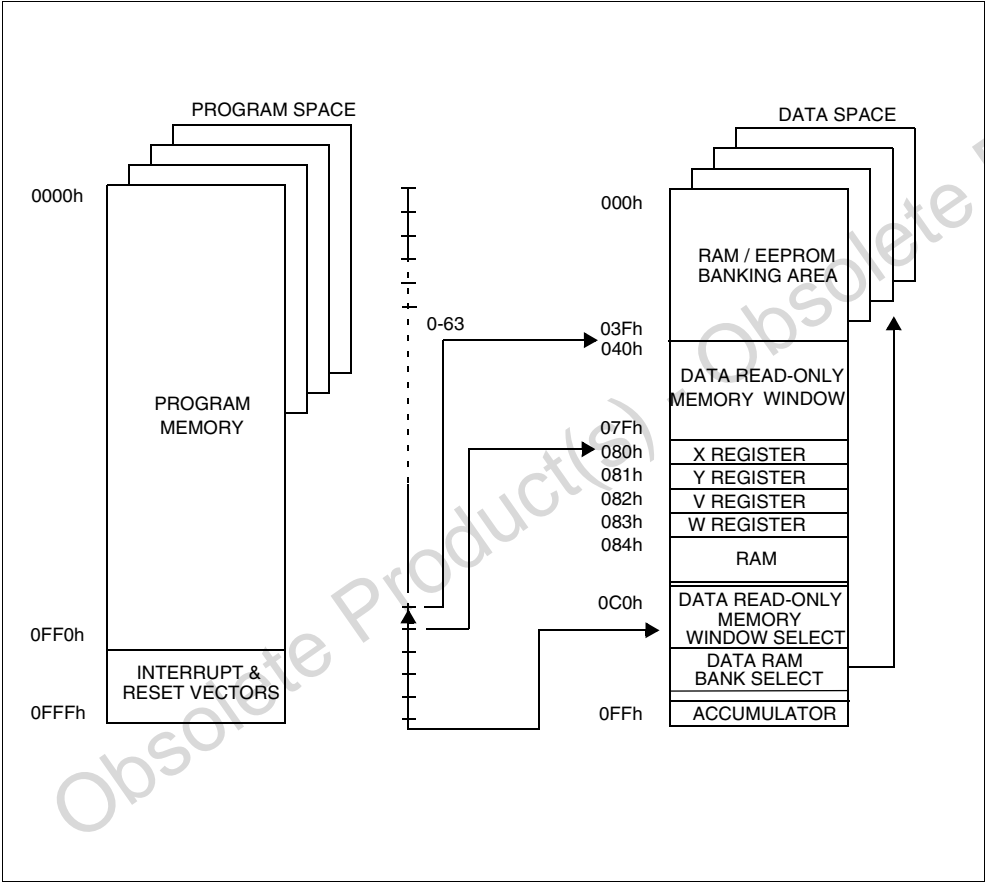 PROGRAM SPACE
0000h
PROGRAM
MEMORY
0FF0h
INTERRUPT &
RESET VECTORS
0FFFh
0-63
DATA SPACE
000h
RAM / EEPROM
BANKING AREA
03Fh
040h
DATA READ-ONLY
MEMORY WINDOW
07Fh
080h
X REGISTER
081h
Y REGISTER
082h
V REGISTER
083h
W REGISTER
084h
RAM
0C0h
DATA READ-ONLY
MEMORY
WINDOW SELECT
DATA RAM
BANK SELECT
0FFh
ACCUMULATOR
Obsolete Product(s) - Obsolete